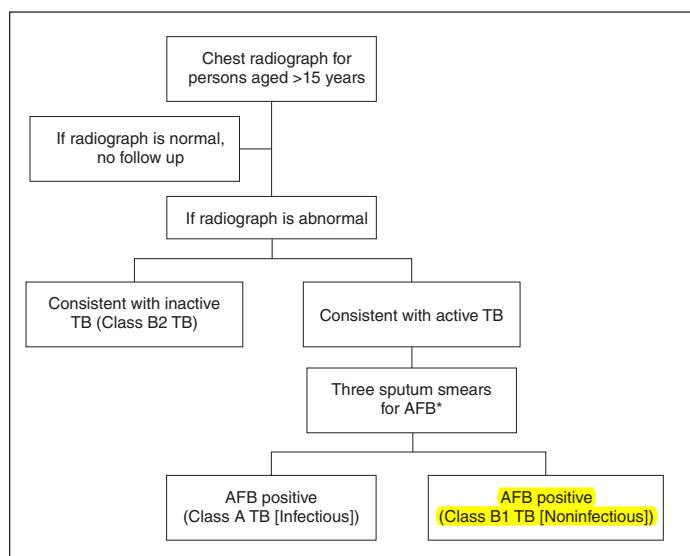 Chest radiograph for
persons aged >15 years
If radiograph is normal,
no follow up
If radiograph is abnormal
Consistent with inactive
TB (Class B2 TB)
Consistent with active TB
Three sputum smears
for AFB*
AFB positive
(Class A TB [Infectious])
AFB positive
(Class B1 TB [Noninfectious])